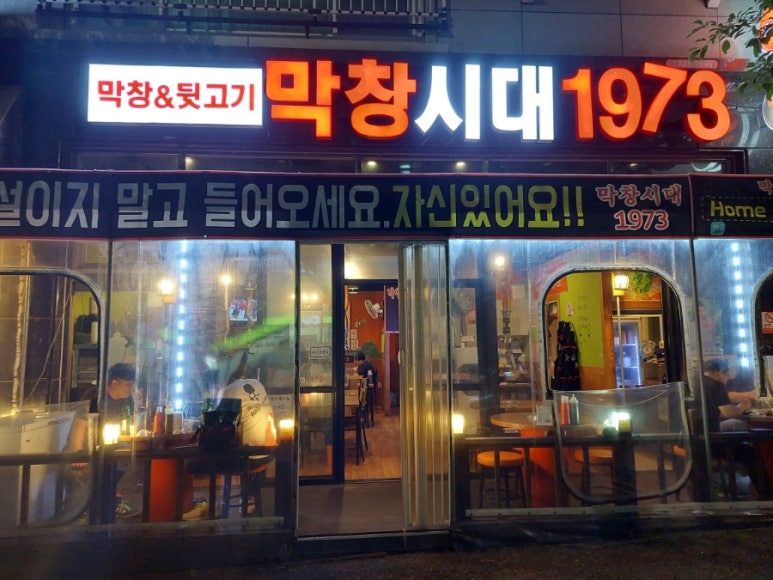 막창&뒷고기 막창시대1973
설이지 말고 들어오세요.자신있어요!! 막창시대 막
1973 Home